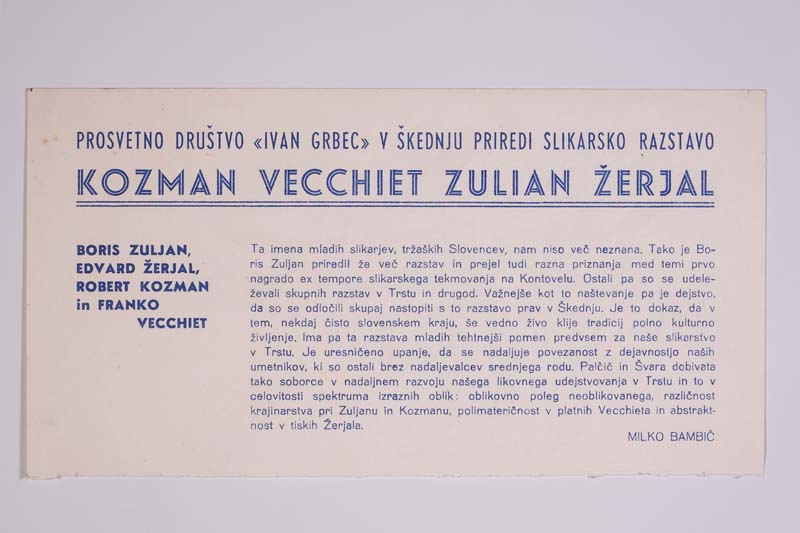 PROSVETNO DRUŠTVO «IVAN GRBEC» V ŠKEDNJU PRIREDI SLIKARSKO RAZSTAVO
KOZMAN VECCHIET ZULIAN ŽERJAL
BORIS ZULJAN,
EDVARD ŽERJAL,
ROBERT KOZMAN
in FRANKO
VECCHIET
Ta imena mladih slikarjev, tržaških Slovencev, nam niso več neznana. Tako je Bo-
ris Zuljan priredil že več razstav in prejel tudi razna priznanja med temi prvo
nagrado ex tempore slikarskega tekmovanja na Kontovelu. Ostali pa so se udele-
ževali skupnih razstav v Trstu in drugod. Važnejše kot to naštevanje pa je dejstvo,
da so se odločili skupaj nastopiti s to razstavo prav v Škednju. Je to dokaz, da v
tem, nekdaj čisto slovenskem kraju, še vedno živo klije tradicij polno kulturno
življenje. Ima pa ta razstava mladih tehtnejši pomen predvsem za naše slikarstvo
v Trstu. Je uresničeno upanje, da se nadaljuje povezanost z dejavnostjo naših
umetnikov, ki so ostali brez nadaljevalcev srednjega rodu. Palčič in Švara dobivata
tako soborce v nadaljnem razvoju našega likovnega udejstvovanja v Trstu in to v
celovitosti spektruma izraznih oblik: oblikovno poleg neoblikovanega, različnost
krajinarstva pri Zuljanu in Kozmanu, polimateričnost v platnih Vecchieta in abstrakt-
nost v tiskih Žerjala.
MILKO BAMBIČ